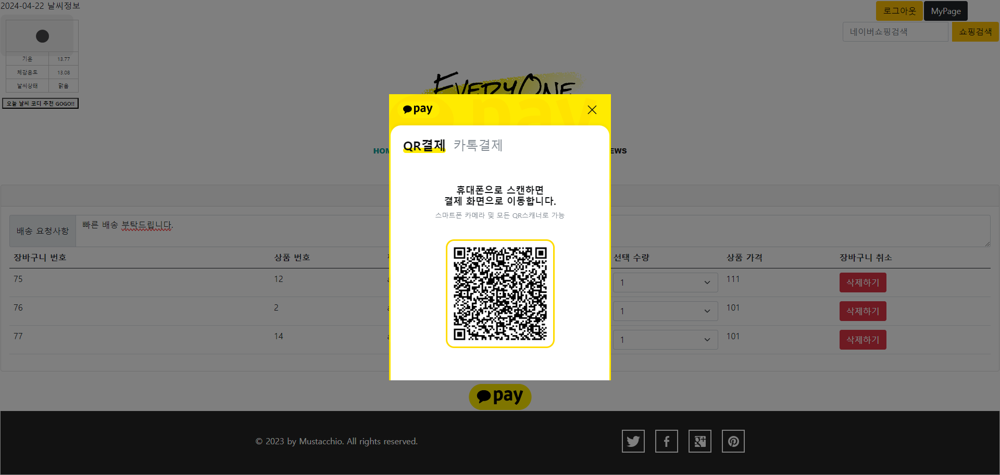 2024-04-22 날씨정보
로그아웃 MyPage
네이버쇼핑검색 쇼핑검색
기온 13.77
체감온도 13.08
날씨상태 맑음
오늘 날씨 코디 추천 GOGO!!
EVERYONE
pay
QR결제 카톡결제
휴대폰으로 스캔하면
결제 화면으로 이동합니다.
스마트폰 카메라 및 모든 QR스캐너로 가능
배송 요청사항 빠른 배송 부탁드립니다.
장바구니 번호 상품 번호 선택 수량 상품 가격 장바구니 취소
75 12 1 111 삭제하기
76 2 1 101 삭제하기
77 14 1 101 삭제하기
pay
© 2023 by Mustacchio. All rights reserved.